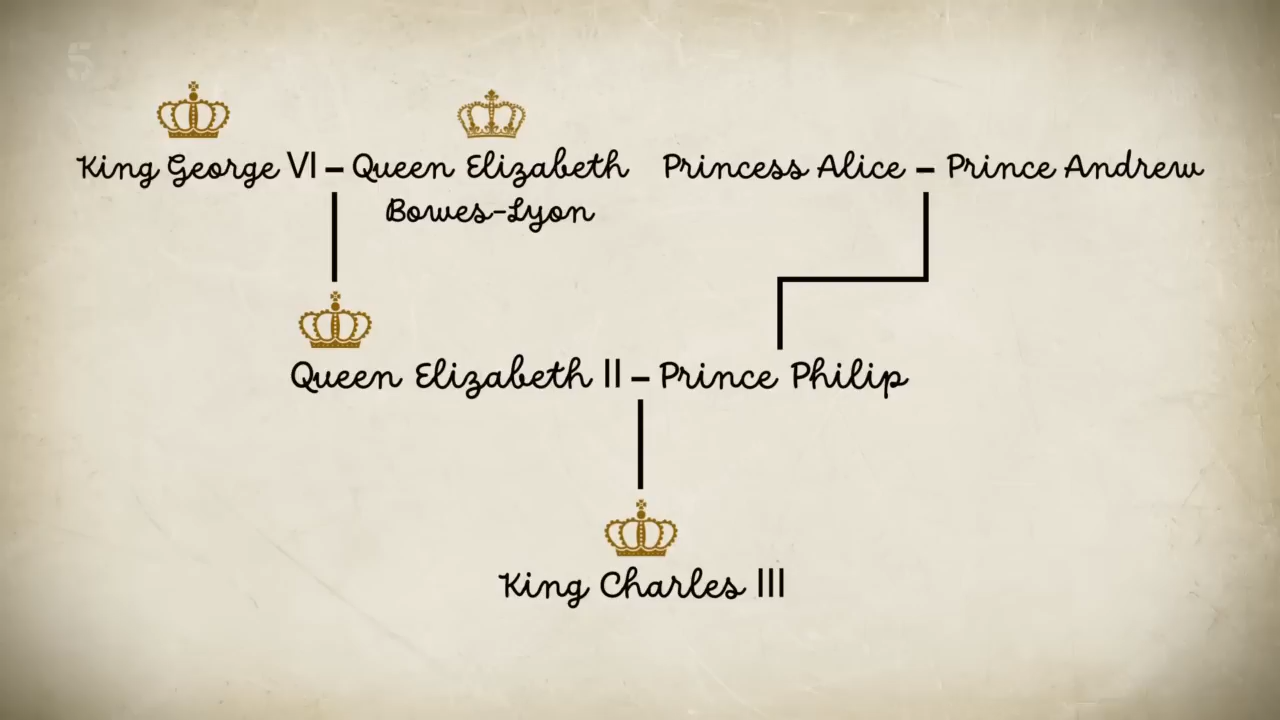 5
King George VI – Queen Elizabeth Bowes-Lyon
Princess Alice – Prince Andrew
Queen Elizabeth II – Prince Philip
King Charles III